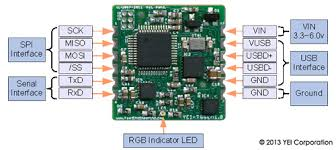 SPI
Interface
Serial
Interface
SCK
MISO
MOSI
/SS
TxD
RxD
VIN
VUSB
USBD+
USBD-
GND
GND
VIN
3.3–6.0v
USB
Interface
Ground
RGB Indicator LED
© 2013 YEI Corporation